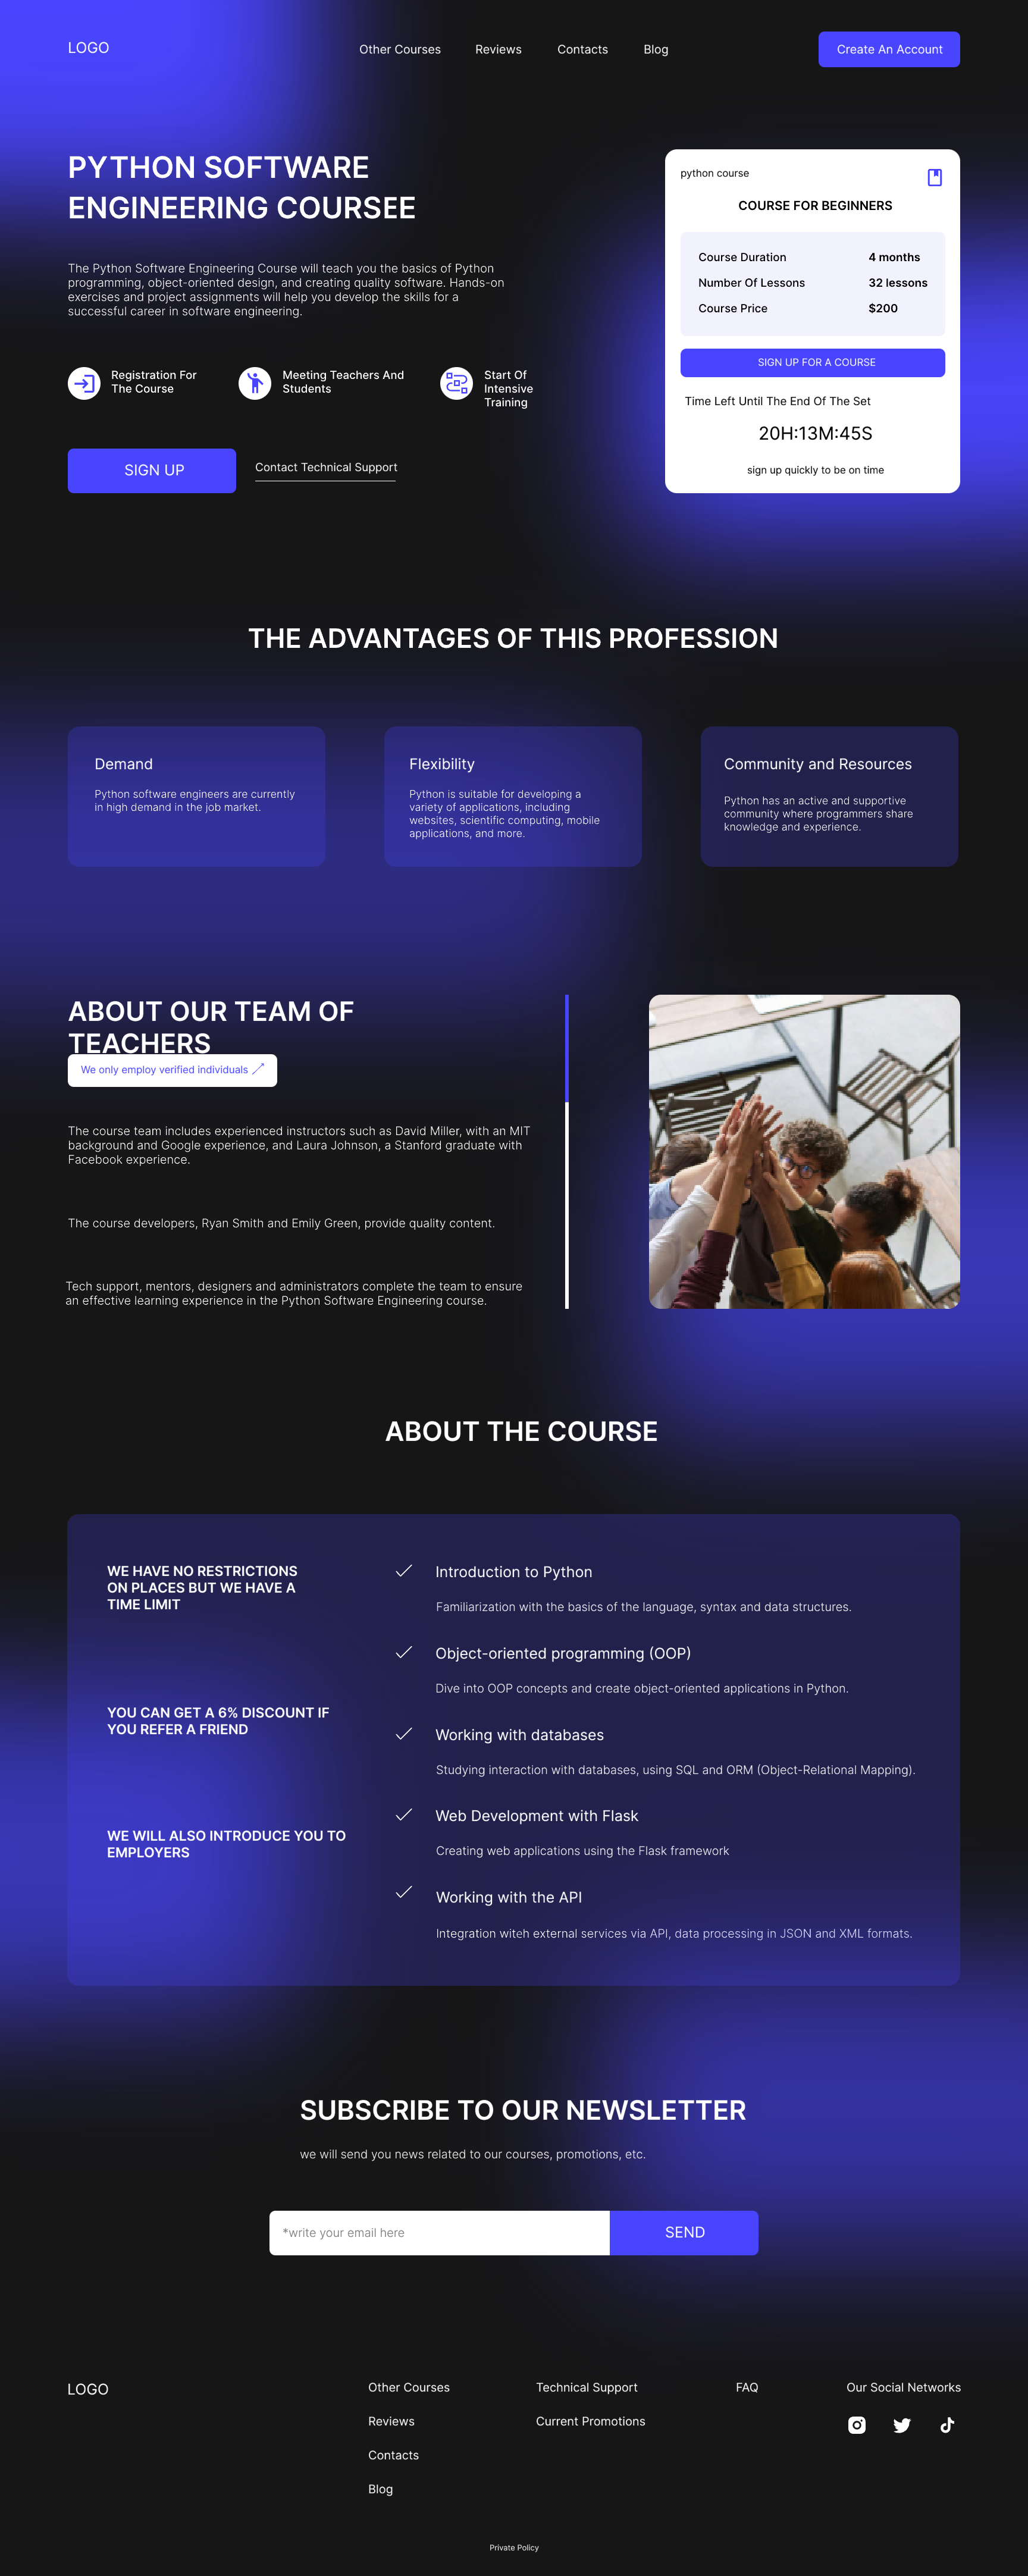 LOGO
Other Courses
Reviews
Contacts
Blog
Create An Account
PYTHON SOFTWARE
ENGINEERING COURSEE
The Python Software Engineering Course will teach you the basics of Python
programming, object-oriented design, and creating quality software. Hands-on
exercises and project assignments will help you develop the skills for a
successful career in software engineering.
Registration For
The Course
Meeting Teachers And
Students
Start Of
Intensive
Training
SIGN UP
Contact Technical Support
python course
COURSE FOR BEGINNERS
Course Duration 4 months
Number Of Lessons 32 lessons
Course Price $200
SIGN UP FOR A COURSE
Time Left Until The End Of The Set
20H:13M:45S
sign up quickly to be on time
THE ADVANTAGES OF THIS PROFESSION
Demand
Python software engineers are currently
in high demand in the job market.
Flexibility
Python is suitable for developing a
variety of applications, including
websites, scientific computing, mobile
applications, and more.
Community and Resources
Python has an active and supportive
community where programmers share
knowledge and experience.
ABOUT OUR TEAM OF
TEACHERS
We only employ verified individuals
The course team includes experienced instructors such as David Miller, with an MIT
background and Google experience, and Laura Johnson, a Stanford graduate with
Facebook experience.
The course developers, Ryan Smith and Emily Green, provide quality content.
Tech support, mentors, designers and administrators complete the team to ensure
an effective learning experience in the Python Software Engineering course.
ABOUT THE COURSE
WE HAVE NO RESTRICTIONS
ON PLACES BUT WE HAVE A
TIME LIMIT
YOU CAN GET A 6% DISCOUNT IF
YOU REFER A FRIEND
WE WILL ALSO INTRODUCE YOU TO
EMPLOYERS
Introduction to Python
Familiarization with the basics of the language, syntax and data structures.
Object-oriented programming (OOP)
Dive into OOP concepts and create object-oriented applications in Python.
Working with databases
Studying interaction with databases, using SQL and ORM (Object-Relational Mapping).
Web Development with Flask
Creating web applications using the Flask framework
Working with the API
Integration witeh external services via API, data processing in JSON and XML formats.
SUBSCRIBE TO OUR NEWSLETTER
we will send you news related to our courses, promotions, etc.
*write your email here
SEND
LOGO
Other Courses
Reviews
Contacts
Blog
Technical Support
Current Promotions
FAQ
Our Social Networks
Private Policy